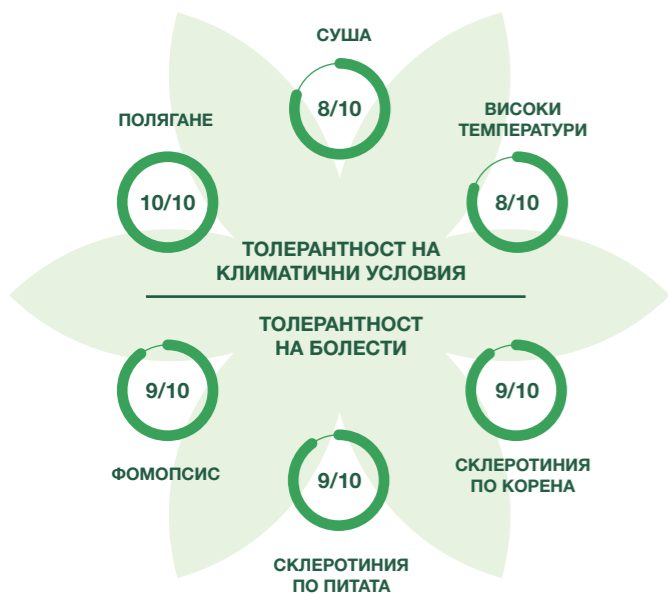 СУША
8/10
ПОЛЯГАНЕ
10/10
ВИСОКИ
ТЕМПЕРАТУРИ
8/10
ТОЛЕРАНТНОСТ НА
КЛИМАТИЧНИ УСЛОВИЯ
ТОЛЕРАНТНОСТ
НА БОЛЕСТИ
9/10
ФОМОПСИС
9/10
СКЛЕРОТИНИЯ
ПО ПИТАТА
9/10
СКЛЕРОТИНИЯ
ПО КОРЕНА